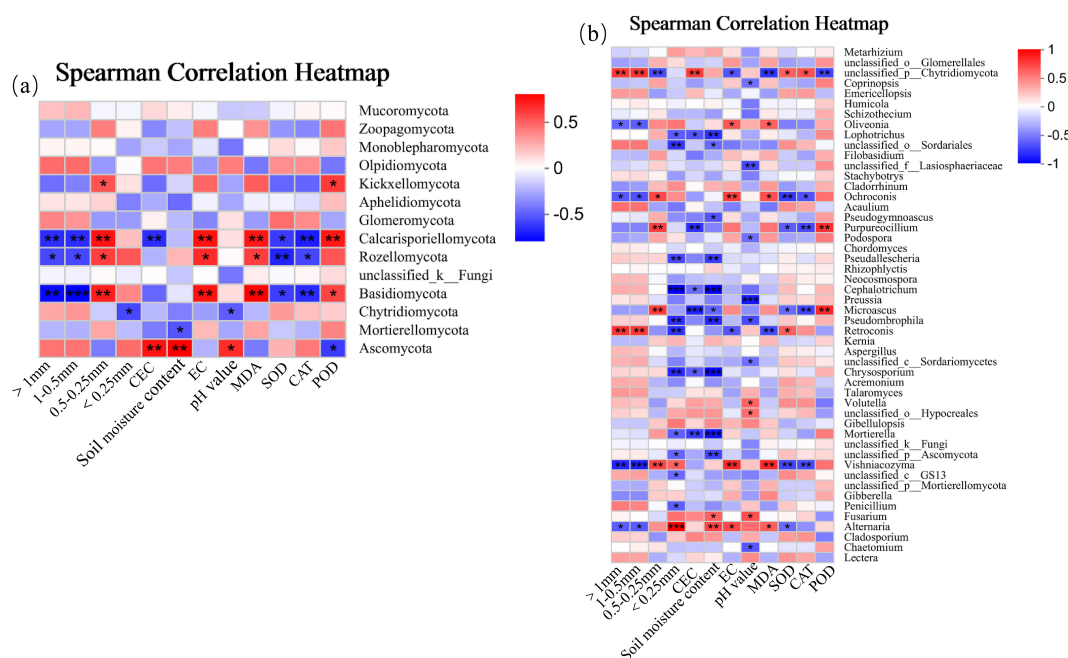 (a)
Spearman Correlation Heatmap
Mucoromycota
Zoopagomycota
Monoblepharomycota
Olpidiomycota
Kickxellomycota
Aphelidiomycota
Glomeromycota
Calcarisporiellomycota
Rozellomycota
unclassified_k__Fungi
Basidiomycota
Chytridiomycota
Mortierellomycota
Ascomycota
> 1mm
1-0.5mm
0.5-0.25mm
< 0.25mm
CEC
Soil moisture content
EC
pH value
MDA
SOD
CAT
POD
0.5
0
-0.5
(b)
Spearman Correlation Heatmap
Metarhizium
unclassified_o__Glomerellales
unclassified_p__Chytridiomycota
Coprinopsis
Emericellopsis
Humicola
Schizothecium
Oliveonia
Lophotrichus
unclassified_o__Sordariales
Filobasidium
unclassified_f__Lasiosphaeriaceae
Stachybotrys
Cladorrhinum
Ochroconis
Acaulium
Pseudogymnoascus
Purpureocillium
Podospora
Chordomyces
Pseudallescheria
Rhizophlyctis
Neocosmospora
Cephalotrichum
Preussia
Microascus
Pseudombrophila
Retroconis
Kernia
Aspergillus
unclassified_c__Sordariomycetes
Chrysosporium
Acremonium
Talaromyces
Volutella
unclassified_o__Hypocreales
Gibellulopsis
Mortierella
unclassified_k__Fungi
unclassified_p__Ascomycota
Vishniacozyma
unclassified_c__GS13
unclassified_p__Mortierellomycota
Gibberella
Penicillium
Fusarium
Alternaria
Cladosporium
Chaetomium
Lectera
> 1mm
1-0.5mm
0.5-0.25mm
< 0.25mm
CEC
Soil moisture content
EC
pH value
MDA
SOD
CAT
POD
1
0.5
0
-0.5
-1